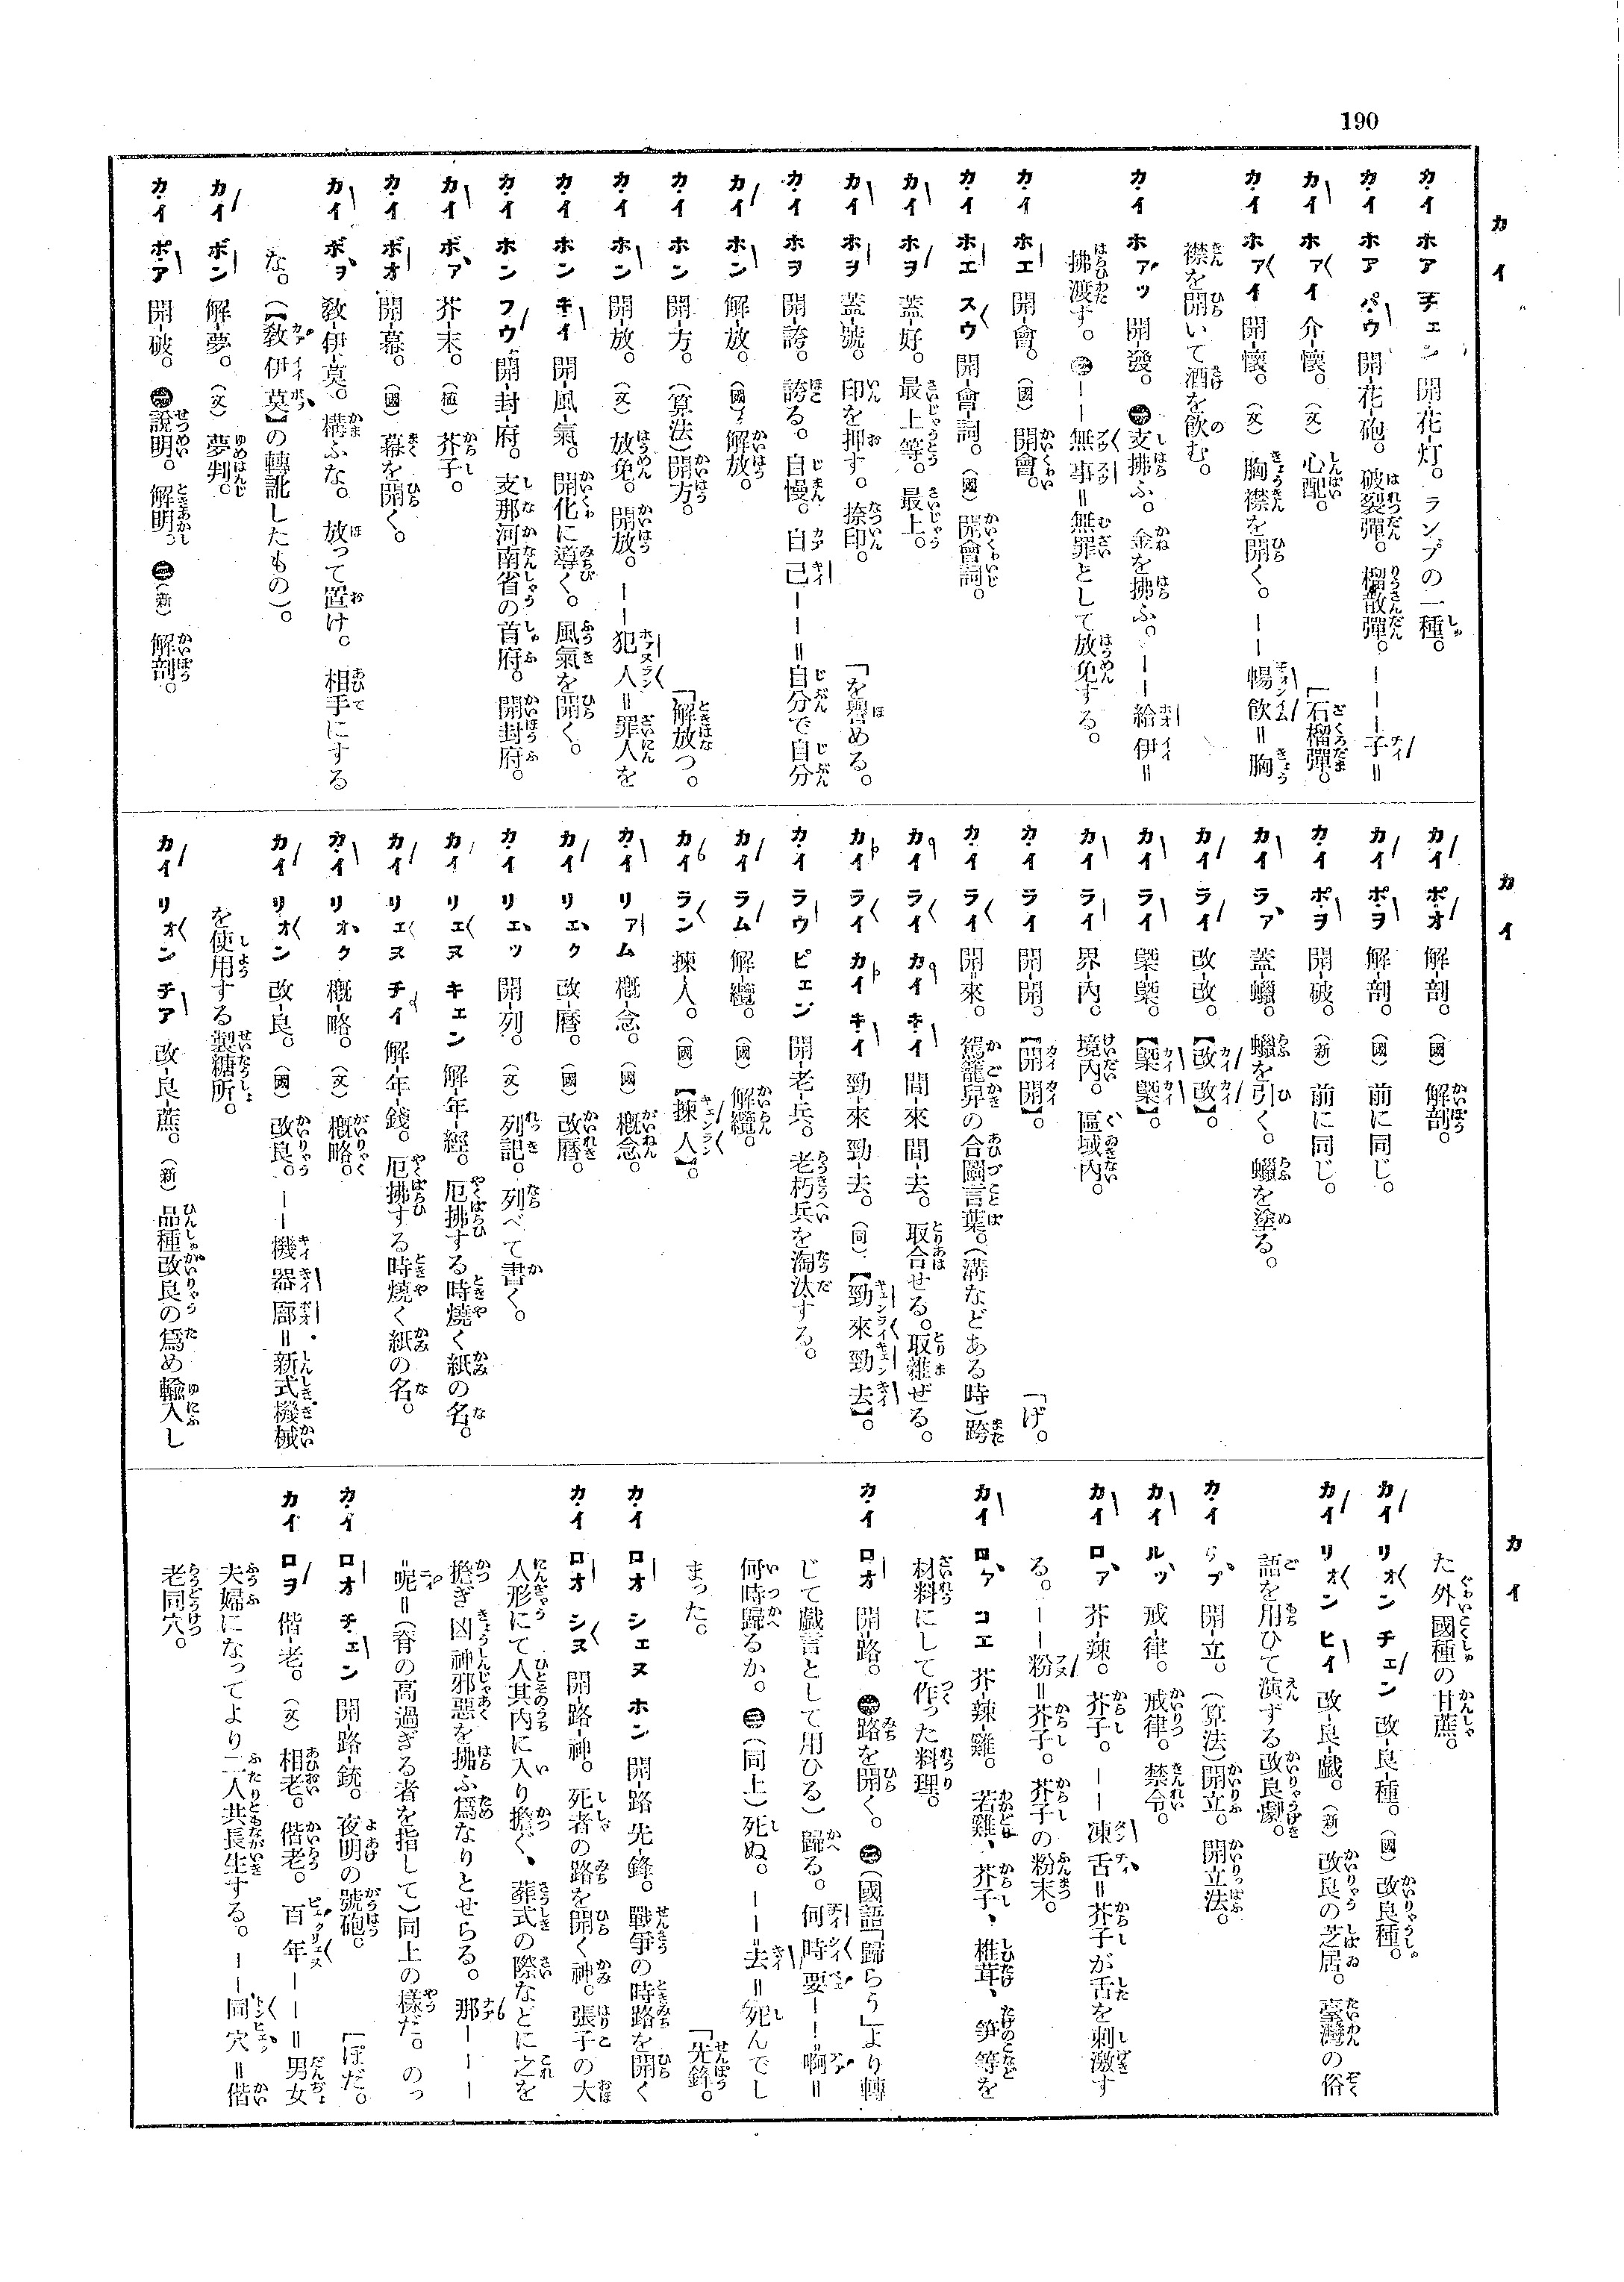 190
カイ
カイ ホア チェン 開-花-灯。ランプの一種。
カイ ホア パウ 開-花-砲。破裂彈。榴散彈。――――子＝
「石榴彈。
カイ ホアイ 介-懷。(文) 心配。
カイ ホアイ 開-懷。(文) 胸襟を開く。――暢飲＝胸
襟を開いて酒を飲む。
カイ ホアッ 開-發。㊁支拂ふ。金を拂ふ。――給伊＝
拂渡す。㊂――無事＝無罪として放免する。
カイ ホエ 開-會。(國) 開會。
カイ ホエ スウ 開-會-詞。(國) 開會詞。
カイ ホヲ 蓋-好。最上等。最上。
カイ ホヲ 蓋-號。印を押す。捺印。
「を譽める。
カイ ホヲ 開-誇。誇る。自慢。自己――＝自分で自分
カイ ホン 解-放。(國) 解放。
カイ ホン 開-方。(算法)開方。
「解放つ。
カイ ホン 開-放。(文) 放免。開放。――犯人＝罪人を
カイ ホン キイ 開-風-氣。開化に導く。風氣を開く。
カイ ホン フウ 開-封-府。支那河南省の首府。開封府。
カイ ボア 芥-末。(植) 芥子。
カイ ボオ 開-幕。(國) 幕を開く。
カイ ボヲ 敎-伊-莫。構ふな。放って置け。相手にする
な。(【敎伊莫】の轉訛したもの)。
カイ ボン 解-夢。(文) 夢判。
カイ ポア 開-破。㊁說明。解明。㊂(新) 解剖。
カイ
カイ ポオ 解-剖。(國) 解剖。
カイ ポヲ 解-剖。(國) 前に同じ。
カイ ポヲ 開-破。(新) 前に同じ。
カイ ラア 蓋-蠟。蠟を引く。蠟を塗る。
カイ ライ 改-改。【改改】。
カイ ライ 槩-槩。【槩槩】。
カイ ライ 界-內。境內。區域內。
カイ ライ 開-開。【開開】。
「げ。
カイ ライ 開-來。駕籠舁の合圖言葉。(溝などある時)跨
カイ ライ カイ キイ 間-來 間-去。取合せる。取雜ぜる。
カイ ライ カイ キイ 勁-來 勁-去。(同)【勁來勁去】。
カイ ラウ ピェン 開-老-兵。老朽兵を淘汰する。
カイ ラム 解-纜。(國) 解纜。
カイ ラン 揀-人。(國)【揀人】。
カイ リアム 槪-念。(國) 槪念。
カイ リェク 改-曆。(國) 改曆。
カイ リェッ 開-列。(文) 列記。列べて書く。
カイ リェヌ キェン 解-年-經。厄拂する時燒く紙の名。
カイ リェヌ チイ 解-年-錢。厄拂する時燒く紙の名。
カイ リォク 槪-略。(文) 槪略。
カイ リォン 改-良。(國) 改良。――機器廍＝新式機械
を使用する製糖所。
カイ リォン チア 改-良-蔗。(新) 品種改良の爲め輸入し
カイ
た外國種の甘蔗。
カイ リォン チェン 改-良-種。(國) 改良種。
カイ リォン ヒイ 改-良-戲。(新) 改良の芝居。臺灣の俗
語を用ひて演ずる改良劇。
カイ リプ 開-立。(算法)開立。開立法。
カイ ルッ 戒-律。戒律。禁令。
カイ ロア 芥-辣。芥子。――凍舌＝芥子が舌を刺激す
る。――粉＝芥子。芥子の粉末。
カイ ロア コエ 芥-辣-雞。若雞、芥子、椎茸、筍等を
材料にして作った料理。
カイ ロオ 開-路。㊁路を開く。㊂(國語「歸らう」より轉
じて戲言として用ひる) 歸る。何時要――啊＝
何時歸るか。㊂(同上)死ぬ。――去＝死んでし
まった。
「先鋒。
カイ ロオ シェヌ ホン 開-路-先-鋒。戰爭の時路を開く
カイ ロオ シヌ 開-路-神。死者の路を開く神。張子の大
人形にて人其內に入り擔ぐ、葬式の際などに之を
擔ぎ凶神邪惡を拂ふ爲なりとせらる。那―――
呢＝(脊の高過ぎる者を指して)同上の樣だ。のっ
「ぽだ。
カイ ロオ チェン 開-路-銃。夜明の號砲。
カイ ロヲ 偕-老。(文) 相老。偕老。百年――＝男女
夫婦になってより二人共長生する。――同穴＝偕
老同穴。